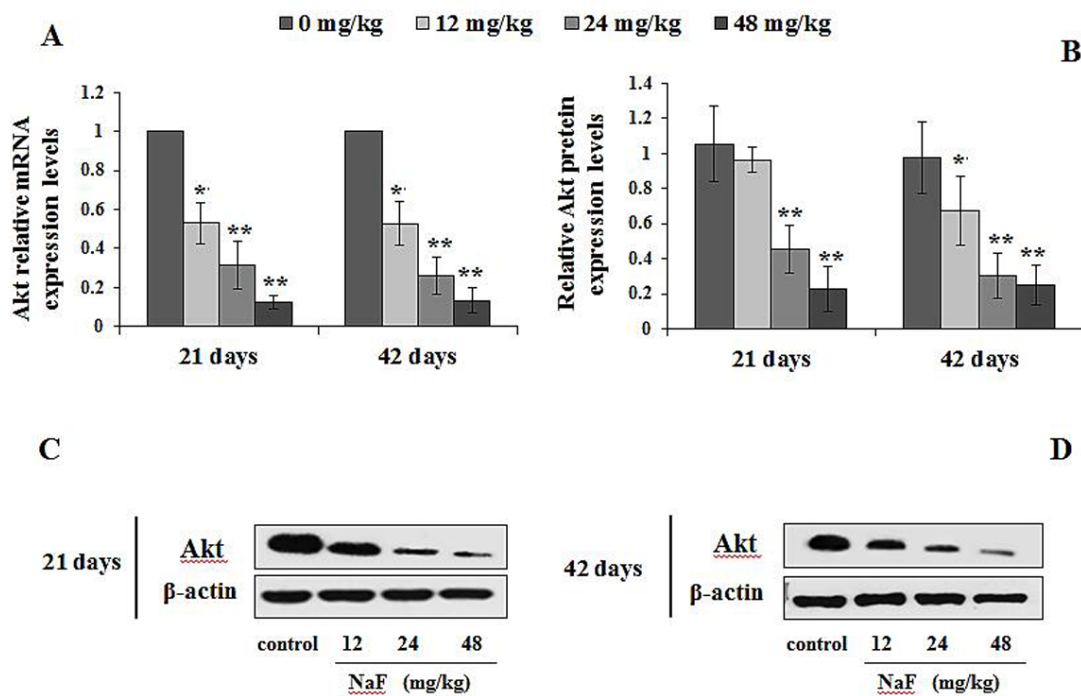 0 mg/kg 12 mg/kg 24 mg/kg 48 mg/kg
A
Akt relative mRNA
expression levels
1.2
1
0.8
0.6
0.4
0.2
0
* ** **
* ** **
21 days 42 days
B
Relative Akt pretein
expression levels
1.4
1.2
1
0.8
0.6
0.4
0.2
0
** **
* ** **
21 days 42 days
C
21 days
Akt
β-actin
control 12 24 48
NaF (mg/kg)
D
42 days
Akt
β-actin
control 12 24 48
NaF (mg/kg)